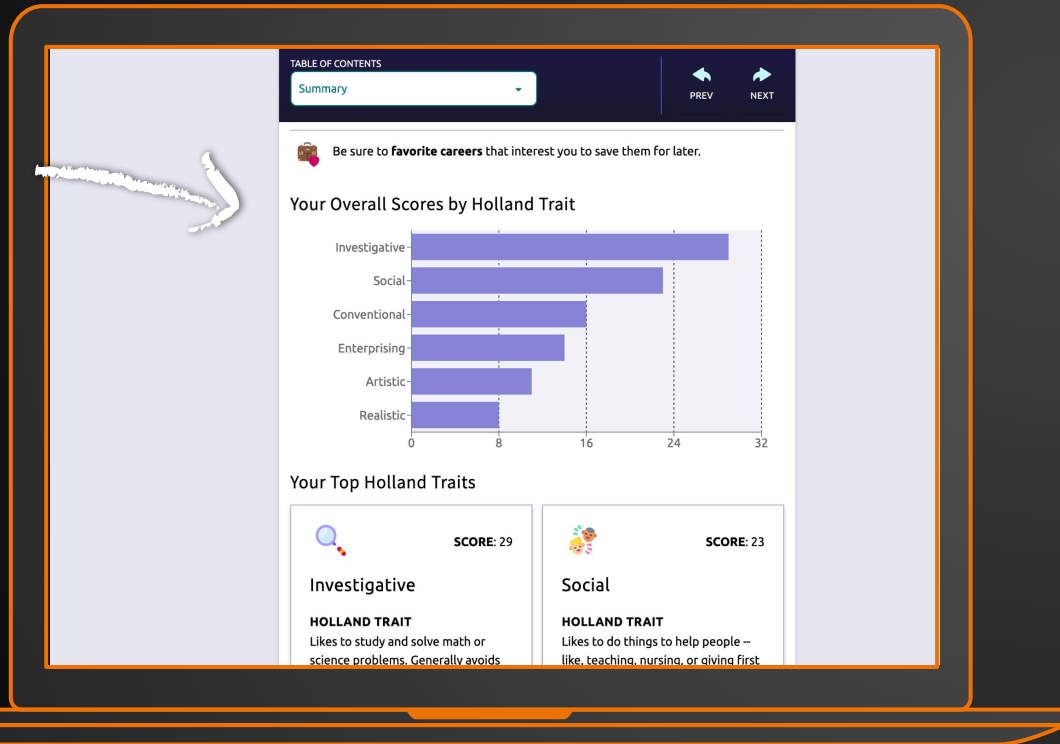 TABLE OF CONTENTS
Summary
PREV
NEXT
Be sure to favorite careers that interest you to save them for later.
Your Overall Scores by Holland Trait
Investigative
Social
Conventional
Enterprising
Artistic
Realistic
0 8 16 24 32
Your Top Holland Traits
SCORE: 29
Investigative
HOLLAND TRAIT
Likes to study and solve math or
science problems. Generally avoids
SCORE: 23
Social
HOLLAND TRAIT
Likes to do things to help people --
like, teaching, nursing, or giving first